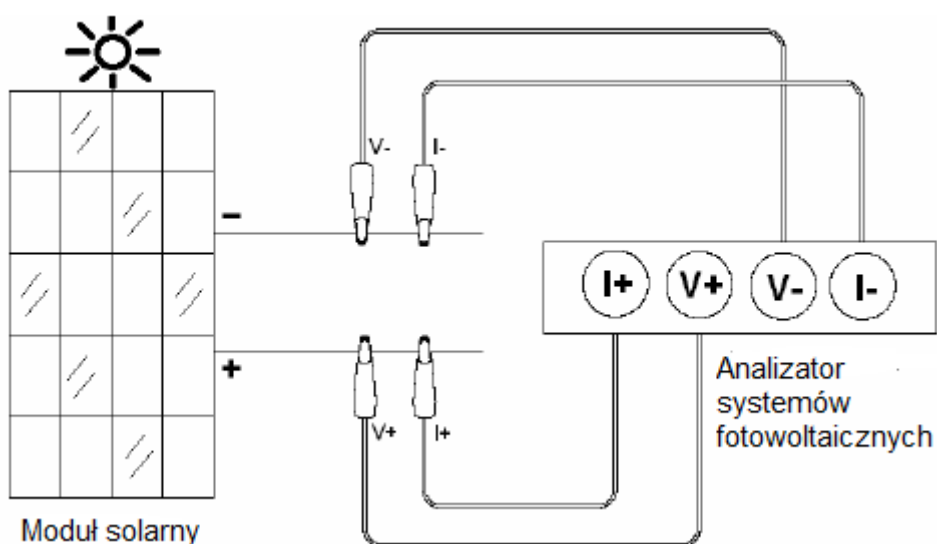 V- I-
−
I+ V+ V- I-
+
V+ I+
Analizator
systemów
fotowoltaicznych
Moduł solarny